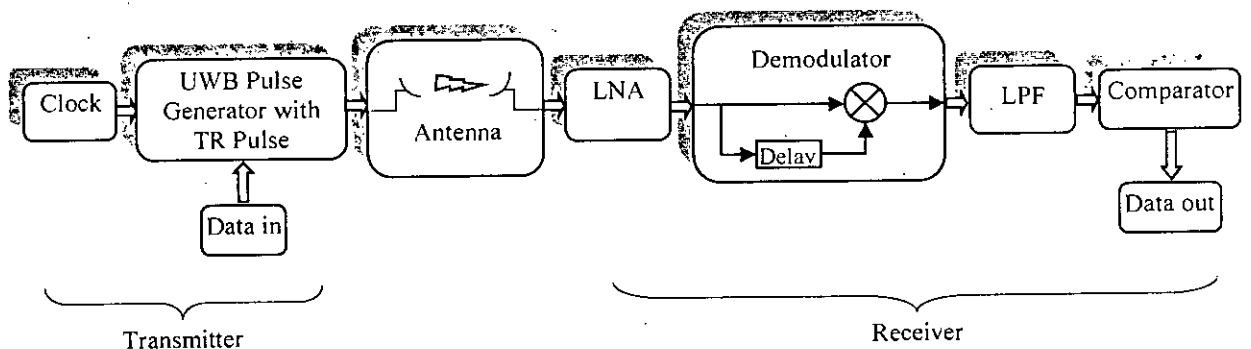 Clock
UWB Pulse
Generator with
TR Pulse
Data in
Antenna
LNA
Demodulator
Delay
LPF
Comparator
Data out
Transmitter
Receiver